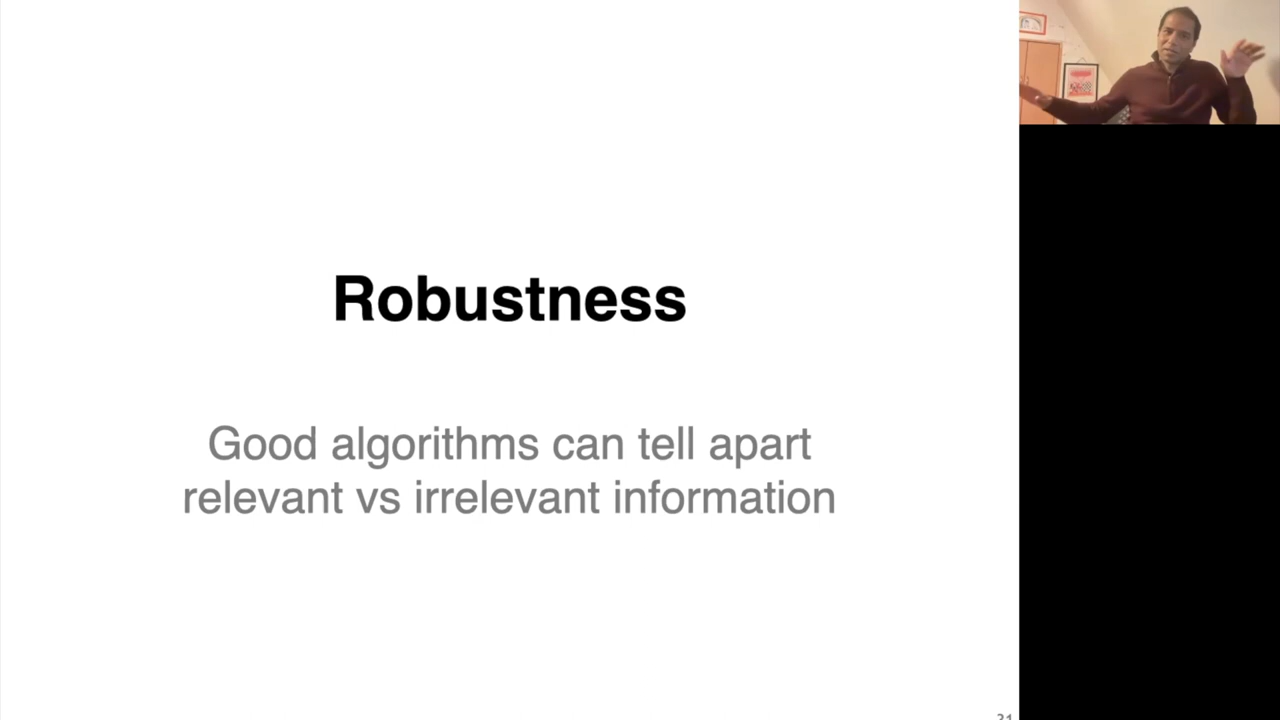 Robustness
Good algorithms can tell apart
relevant vs irrelevant information